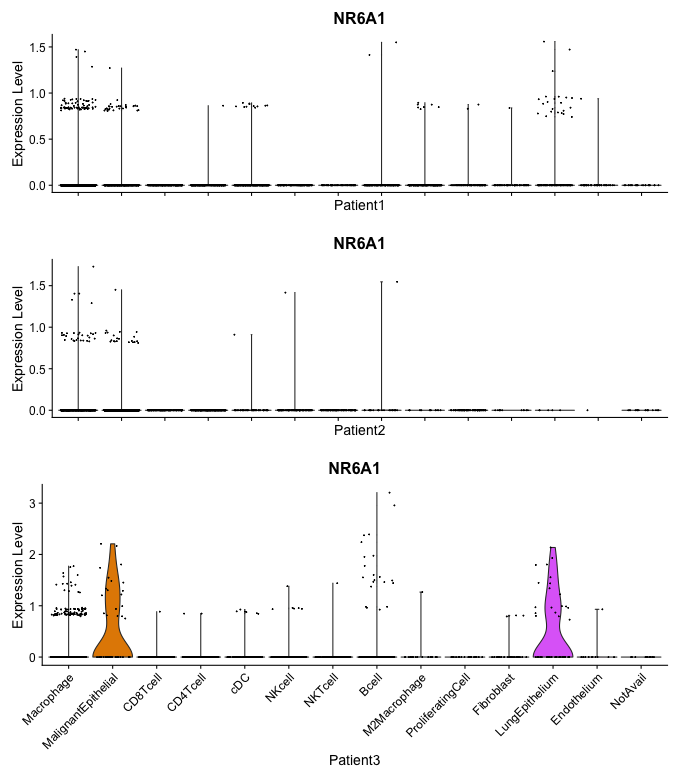 NR6A1
Expression Level
1.5
1.0
0.5
0.0
Patient1
NR6A1
Expression Level
1.5
1.0
0.5
0.0
Patient2
NR6A1
Expression Level
3
2
1
0
Macrophage
MalignantEpithelial
CD8Tcell
CD4Tcell
cDC
NKcell
NKTcell
Bcell
M2Macrophage
ProliferatingCell
Fibroblast
LungEpithelium
Endothelium
NotAvail
Patient3